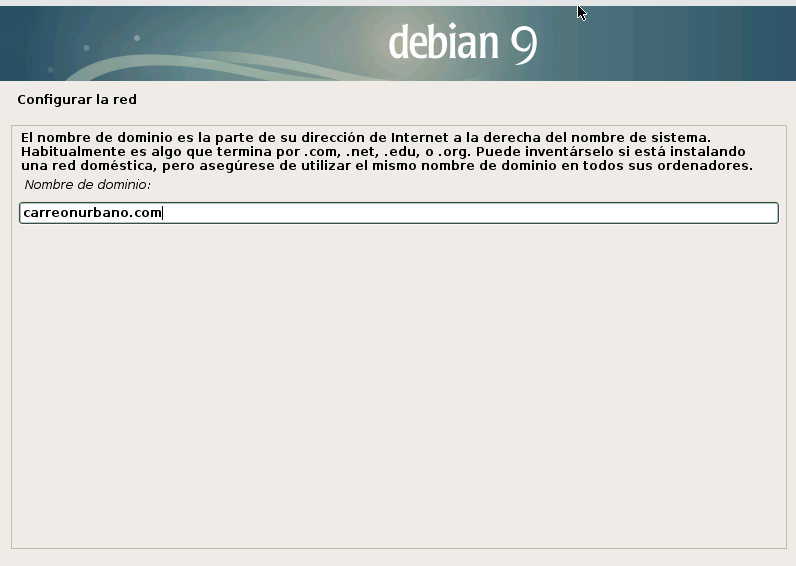 debian 9
Configurar la red
El nombre de dominio es la parte de su dirección de Internet a la derecha del nombre de sistema.
Habitualmente es algo que termina por .com, .net, .edu, o .org. Puede inventárselo si está instalando
una red doméstica, pero asegúrese de utilizar el mismo nombre de dominio en todos sus ordenadores.
Nombre de dominio:
carreonurbano.com